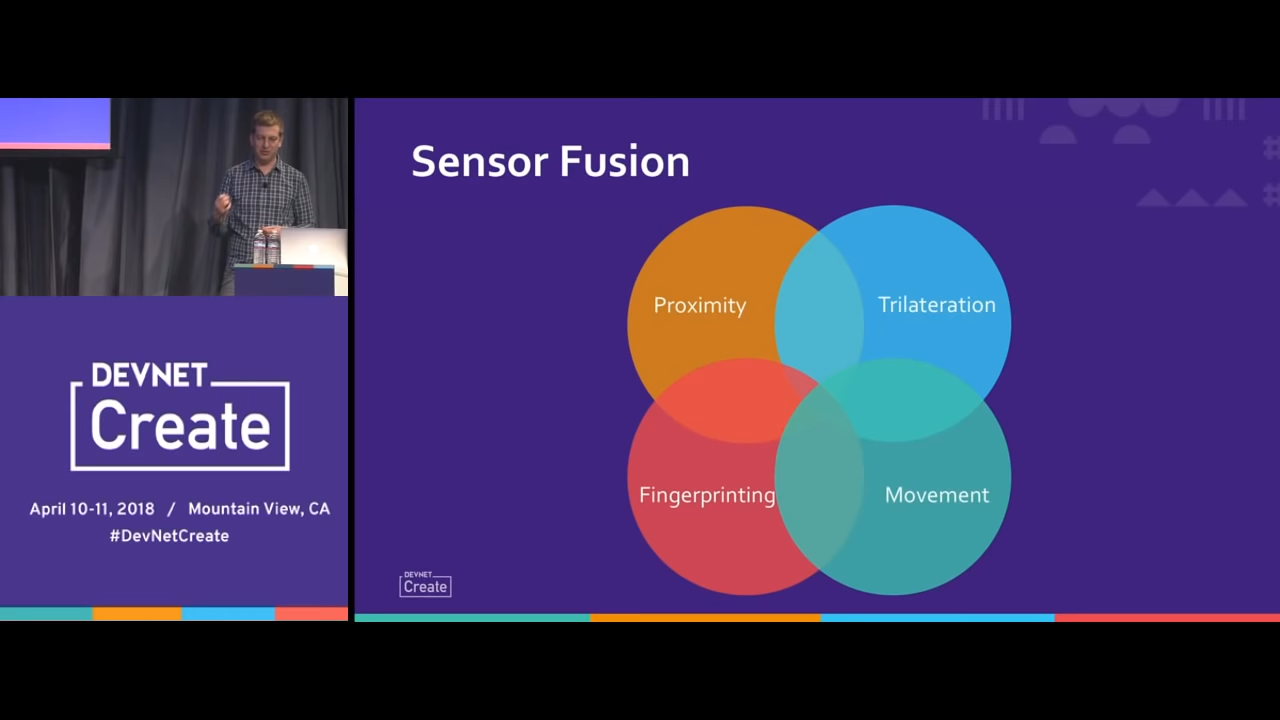 DEVNET
Create
April 10-11, 2018 / Mountain View, CA
#DevNetCreate
Sensor Fusion
Proximity
Trilateration
Fingerprinting
Movement
DEVNET
Create